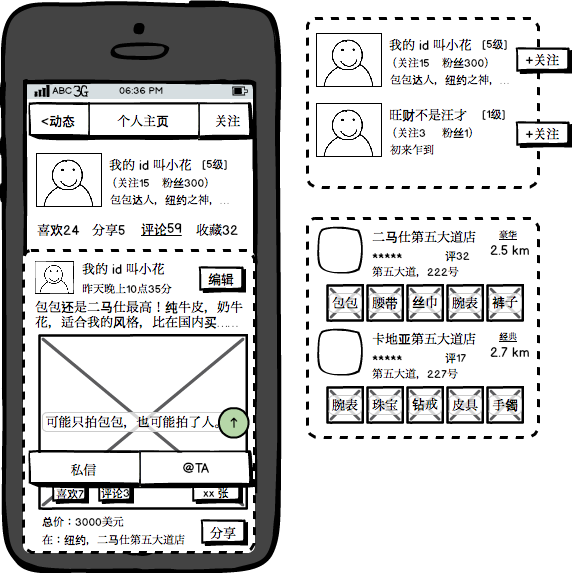 ABC 3G 06:36 PM
<动态 个人主页 关注
我的 id 叫小花 [5级]
(关注15 粉丝300)
包包达人，纽约之神，...
喜欢24 分享5 评论59 收藏32
我的 id 叫小花
昨天晚上10点35分
编辑
包包还是二马仕最高！纯牛皮，奶牛
花，适合我的风格，比在国内买……
可能只拍包包，也可能拍了人。
↑
私信 @TA
喜欢7 评论3 xx 张
总价：3000美元
在：纽约，二马仕第五大道店
分享
我的 id 叫小花 [5级]
(关注15 粉丝300)
包包达人，纽约之神，...
+关注
旺财不是汪才 [1级]
(关注3 粉丝1)
初来乍到
+关注
二马仕第五大道店 豪华
***** 评32 2.5 km
第五大道，222号
包包 腰带 丝巾 腕表 裤子
卡地亚第五大道店 经典
***** 评17 2.7 km
第五大道，227号
腕表 珠宝 钻戒 皮具 手镯